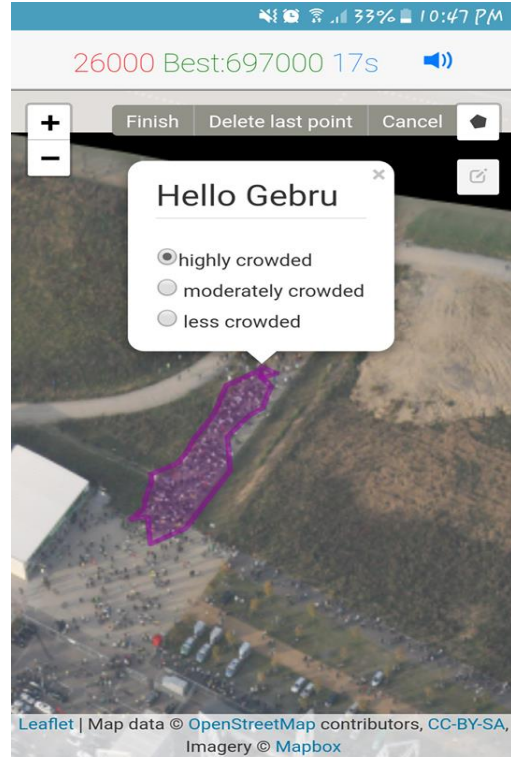 33% 10:47 PM
26000 Best:697000 17s
+ Finish Delete last point Cancel
−
Hello Gebru ×
highly crowded
moderately crowded
less crowded
Leaflet | Map data © OpenStreetMap contributors, CC-BY-SA,
Imagery © Mapbox